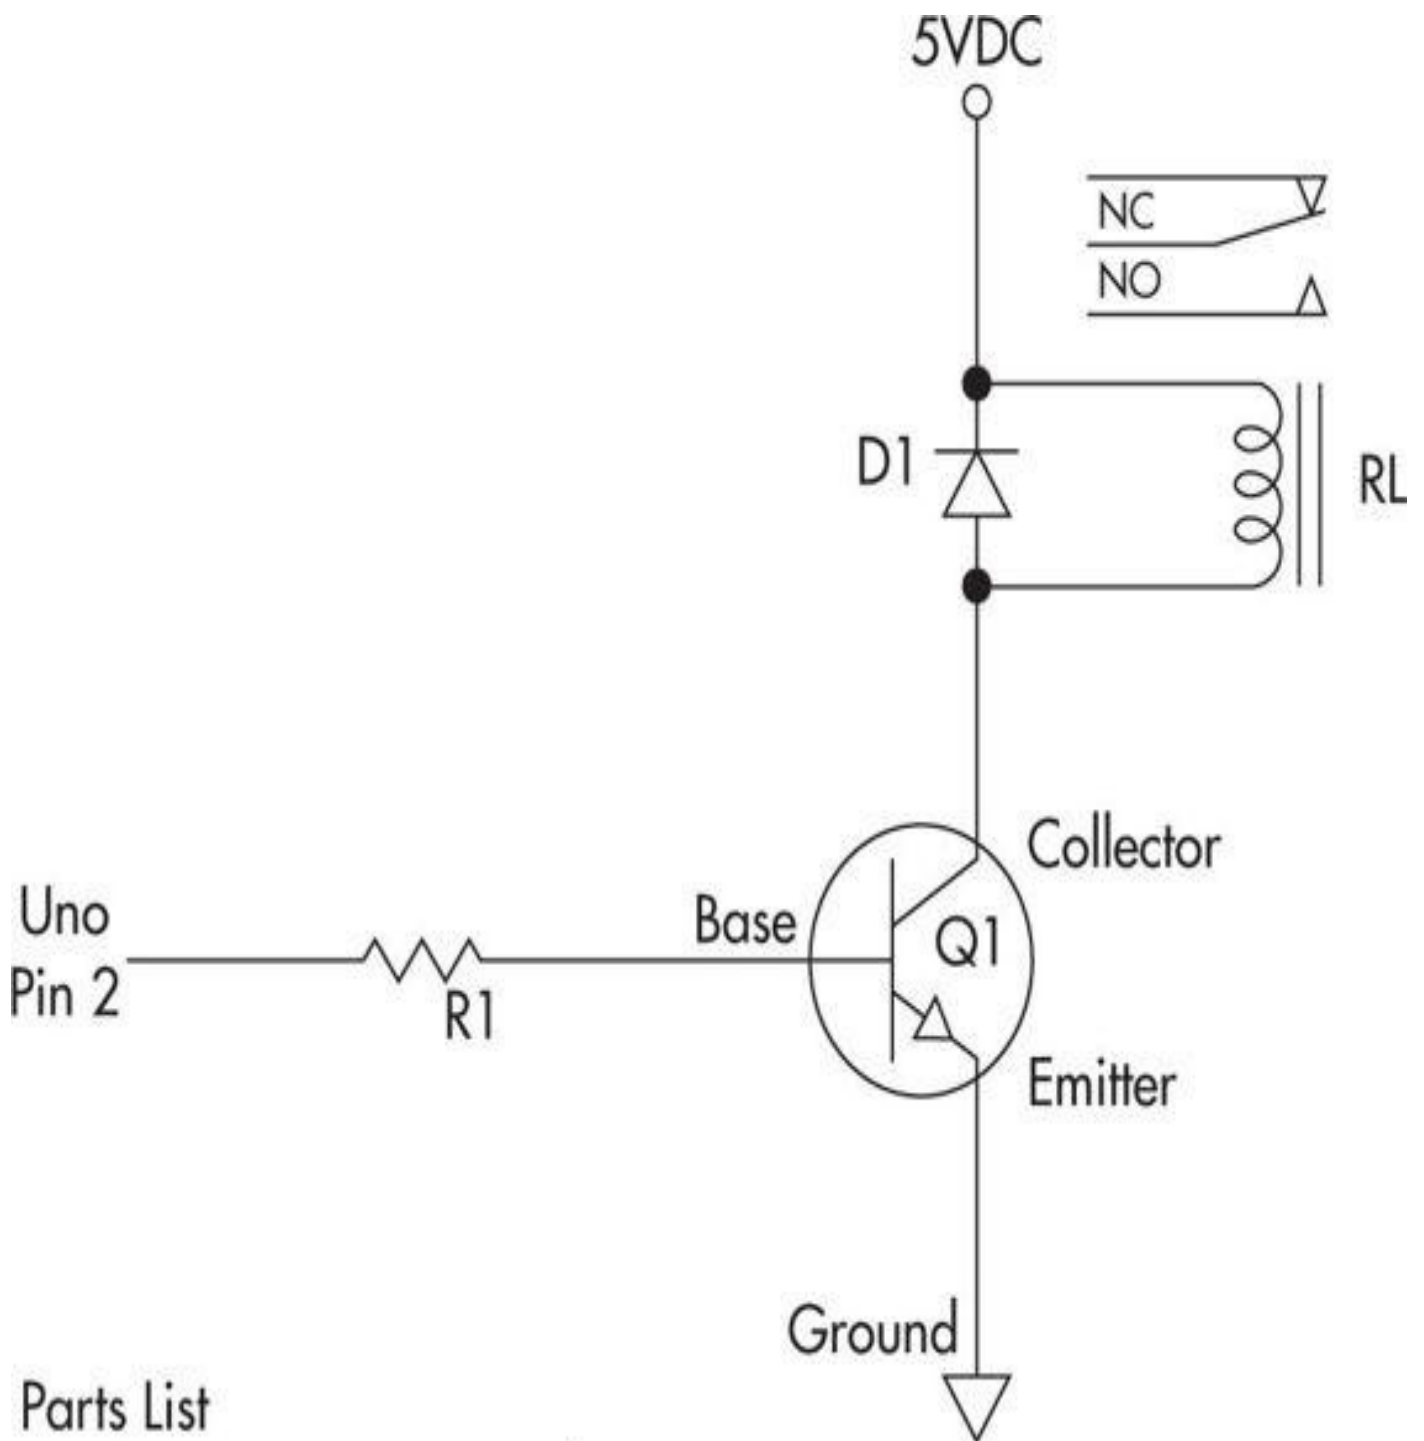 5VDC
NC
NO
D1
RL
Collector
Uno
Pin 2
Base
Q1
R1
Emitter
Ground
Parts List